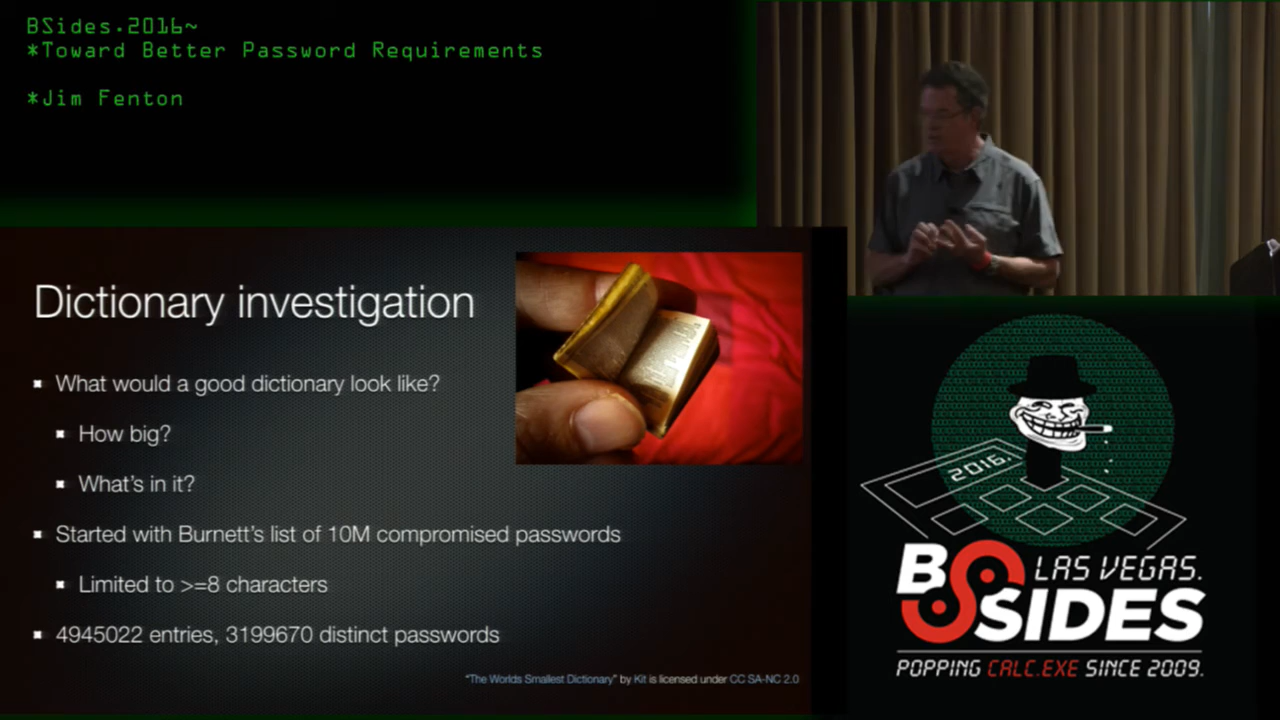 BSides.2016~
*Toward Better Password Requirements
*Jim Fenton
Dictionary investigation
What would a good dictionary look like?
How big?
What's in it?
Started with Burnett's list of 10M compromised passwords
Limited to >=8 characters
4945022 entries, 3199670 distinct passwords
"The Worlds Smallest Dictionary" by Kit is licensed under CC SA-NC 2.0
2016.
BSIDES
LAS VEGAS.
POPPING CALC.EXE SINCE 2009.